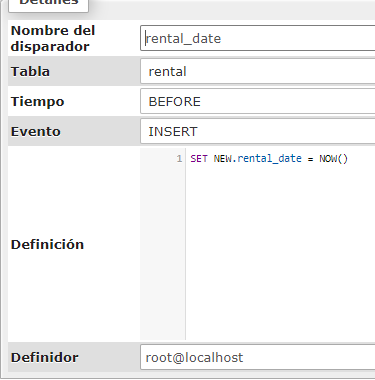 Detalles
Nombre del
disparador
rental_date
Tabla
rental
Tiempo
BEFORE
Evento
INSERT
Definición
1 SET NEW.rental_date = NOW()
Definidor
root@localhost